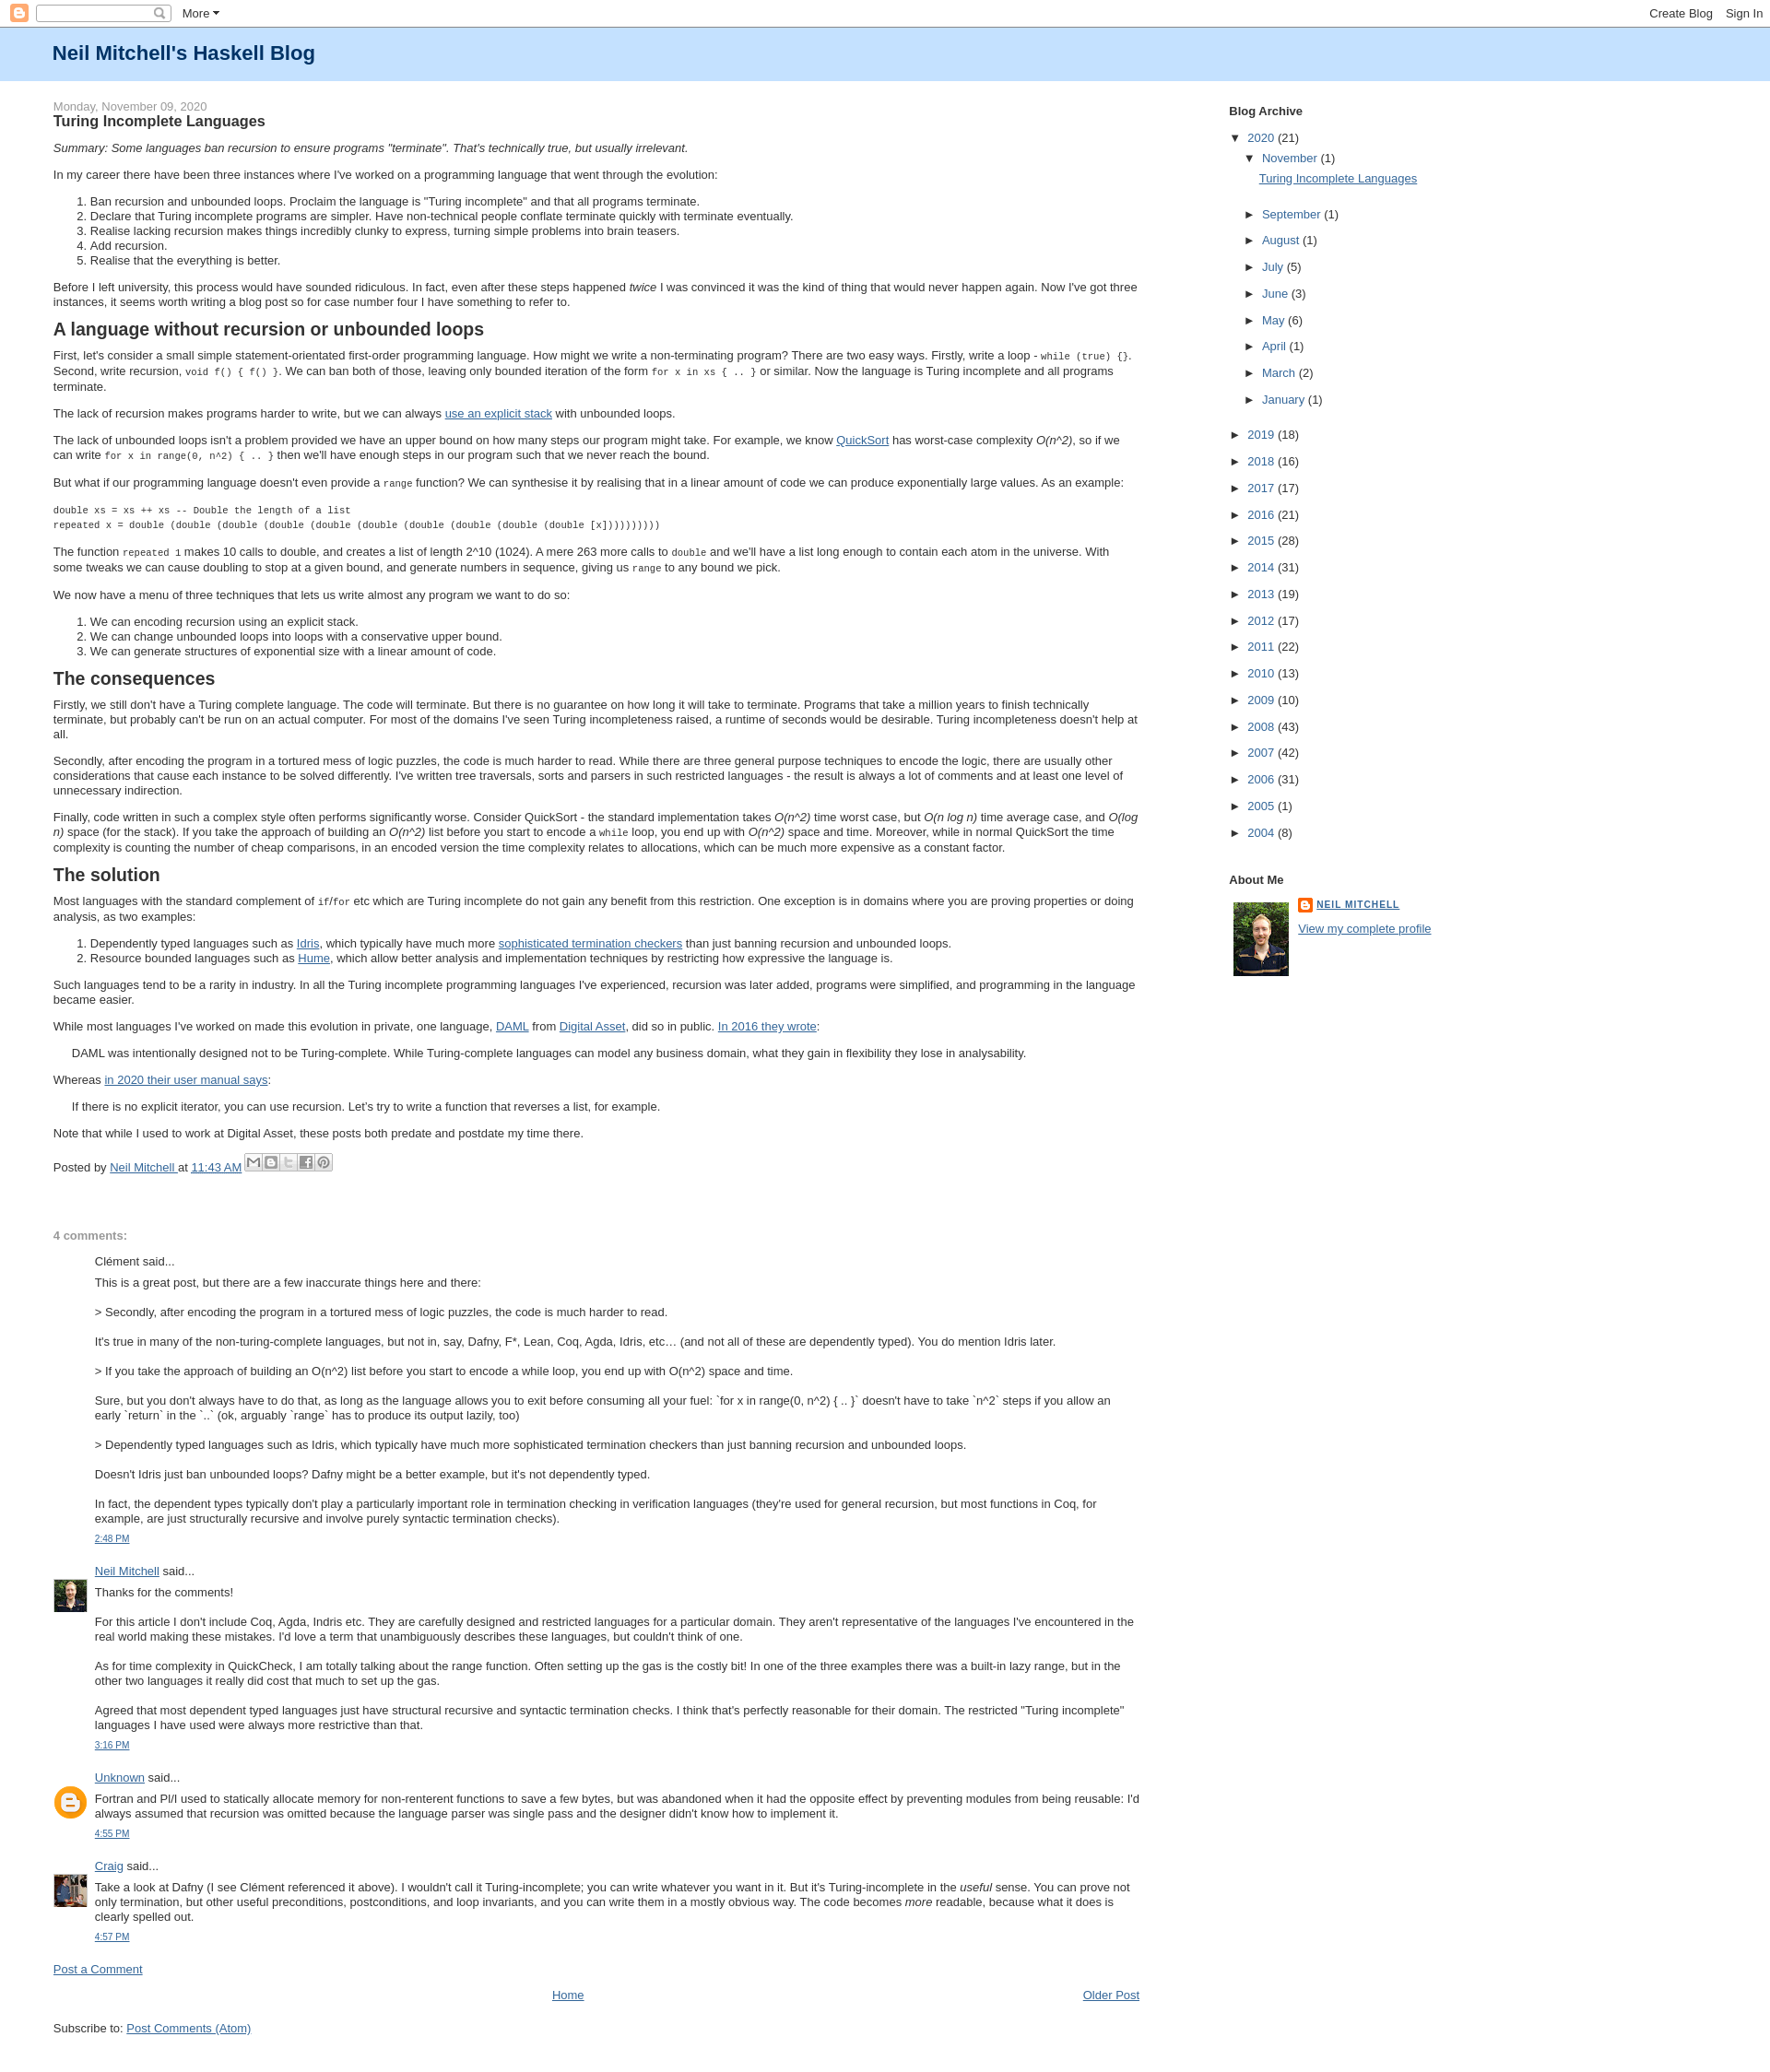 More
Create Blog Sign In
Neil Mitchell's Haskell Blog
Monday, November 09, 2020
Turing Incomplete Languages
Summary: Some languages ban recursion to ensure programs "terminate". That's technically true, but usually irrelevant.
In my career there have been three instances where I've worked on a programming language that went through the evolution:
1. Ban recursion and unbounded loops. Proclaim the language is "Turing incomplete" and that all programs terminate.
2. Declare that Turing incomplete programs are simpler. Have non-technical people conflate terminate quickly with terminate eventually.
3. Realise lacking recursion makes things incredibly clunky to express, turning simple problems into brain teasers.
4. Add recursion.
5. Realise that the everything is better.
Before I left university, this process would have sounded ridiculous. In fact, even after these steps happened twice I was convinced it was the kind of thing that would never happen again. Now I've got three
instances, it seems worth writing a blog post so for case number four I have something to refer to.
A language without recursion or unbounded loops
First, let's consider a small simple statement-orientated first-order programming language. How might we write a non-terminating program? There are two easy ways. Firstly, write a loop - while (true) {}.
Second, write recursion, void f() { f() }. We can ban both of those, leaving only bounded iteration of the form for x in xs { .. } or similar. Now the language is Turing incomplete and all programs
terminate.
The lack of recursion makes programs harder to write, but we can always use an explicit stack with unbounded loops.
The lack of unbounded loops isn't a problem provided we have an upper bound on how many steps our program might take. For example, we know QuickSort has worst-case complexity O(n^2), so if we
can write for x in range(0, n^2) { .. } then we'll have enough steps in our program such that we never reach the bound.
But what if our programming language doesn't even provide a range function? We can synthesise it by realising that in a linear amount of code we can produce exponentially large values. As an example:
double xs = xs ++ xs -- Double the length of a list
repeated x = double (double (double (double (double (double (double (double (double (double [x])))))))))
The function repeated 1 makes 10 calls to double, and creates a list of length 2^10 (1024). A mere 263 more calls to double and we'll have a list long enough to contain each atom in the universe. With
some tweaks we can cause doubling to stop at a given bound, and generate numbers in sequence, giving us range to any bound we pick.
We now have a menu of three techniques that lets us write almost any program we want to do so:
1. We can encoding recursion using an explicit stack.
2. We can change unbounded loops into loops with a conservative upper bound.
3. We can generate structures of exponential size with a linear amount of code.
The consequences
Firstly, we still don't have a Turing complete language. The code will terminate. But there is no guarantee on how long it will take to terminate. Programs that take a million years to finish technically
terminate, but probably can't be run on an actual computer. For most of the domains I've seen Turing incompleteness raised, a runtime of seconds would be desirable. Turing incompleteness doesn't help at
all.
Secondly, after encoding the program in a tortured mess of logic puzzles, the code is much harder to read. While there are three general purpose techniques to encode the logic, there are usually other
considerations that cause each instance to be solved differently. I've written tree traversals, sorts and parsers in such restricted languages - the result is always a lot of comments and at least one level of
unnecessary indirection.
Finally, code written in such a complex style often performs significantly worse. Consider QuickSort - the standard implementation takes O(n^2) time worst case, but O(n log n) time average case, and O(log
n) space (for the stack). If you take the approach of building an O(n^2) list before you start to encode a while loop, you end up with O(n^2) space and time. Moreover, while in normal QuickSort the time
complexity is counting the number of cheap comparisons, in an encoded version the time complexity relates to allocations, which can be much more expensive as a constant factor.
The solution
Most languages with the standard complement of if/for etc which are Turing incomplete do not gain any benefit from this restriction. One exception is in domains where you are proving properties or doing
analysis, as two examples:
1. Dependently typed languages such as Idris, which typically have much more sophisticated termination checkers than just banning recursion and unbounded loops.
2. Resource bounded languages such as Hume, which allow better analysis and implementation techniques by restricting how expressive the language is.
Such languages tend to be a rarity in industry. In all the Turing incomplete programming languages I've experienced, recursion was later added, programs were simplified, and programming in the language
became easier.
While most languages I've worked on made this evolution in private, one language, DAML from Digital Asset, did so in public. In 2016 they wrote:
DAML was intentionally designed not to be Turing-complete. While Turing-complete languages can model any business domain, what they gain in flexibility they lose in analysability.
Whereas in 2020 their user manual says:
If there is no explicit iterator, you can use recursion. Let's try to write a function that reverses a list, for example.
Note that while I used to work at Digital Asset, these posts both predate and postdate my time there.
Posted by Neil Mitchell at 11:43 AM
4 comments:
Clément said...
This is a great post, but there are a few inaccurate things here and there:
> Secondly, after encoding the program in a tortured mess of logic puzzles, the code is much harder to read.
It's true in many of the non-turing-complete languages, but not in, say, Dafny, F*, Lean, Coq, Agda, Idris, etc… (and not all of these are dependently typed). You do mention Idris later.
> If you take the approach of building an O(n^2) list before you start to encode a while loop, you end up with O(n^2) space and time.
Sure, but you don't always have to do that, as long as the language allows you to exit before consuming all your fuel: `for x in range(0, n^2) { .. }` doesn't have to take `n^2` steps if you allow an
early `return` in the `..` (ok, arguably `range` has to produce its output lazily, too)
> Dependently typed languages such as Idris, which typically have much more sophisticated termination checkers than just banning recursion and unbounded loops.
Doesn't Idris just ban unbounded loops? Dafny might be a better example, but it's not dependently typed.
In fact, the dependent types typically don't play a particularly important role in termination checking in verification languages (they're used for general recursion, but most functions in Coq, for
example, are just structurally recursive and involve purely syntactic termination checks).
2:48 PM
Neil Mitchell said...
Thanks for the comments!
For this article I don't include Coq, Agda, Indris etc. They are carefully designed and restricted languages for a particular domain. They aren't representative of the languages I've encountered in the
real world making these mistakes. I'd love a term that unambiguously describes these languages, but couldn't think of one.
As for time complexity in QuickCheck, I am totally talking about the range function. Often setting up the gas is the costly bit! In one of the three examples there was a built-in lazy range, but in the
other two languages it really did cost that much to set up the gas.
Agreed that most dependent typed languages just have structural recursive and syntactic termination checks. I think that's perfectly reasonable for their domain. The restricted "Turing incomplete"
languages I have used were always more restrictive than that.
3:16 PM
Unknown said...
Fortran and Pl/I used to statically allocate memory for non-renterent functions to save a few bytes, but was abandoned when it had the opposite effect by preventing modules from being reusable: I'd
always assumed that recursion was omitted because the language parser was single pass and the designer didn't know how to implement it.
4:55 PM
Craig said...
Take a look at Dafny (I see Clément referenced it above). I wouldn't call it Turing-incomplete; you can write whatever you want in it. But it's Turing-incomplete in the useful sense. You can prove not
only termination, but other useful preconditions, postconditions, and loop invariants, and you can write them in a mostly obvious way. The code becomes more readable, because what it does is
clearly spelled out.
4:57 PM
Post a Comment
Home Older Post
Subscribe to: Post Comments (Atom)
Blog Archive
▼ 2020 (21)
▼ November (1)
Turing Incomplete Languages
► September (1)
► August (1)
► July (5)
► June (3)
► May (6)
► April (1)
► March (2)
► January (1)
► 2019 (18)
► 2018 (16)
► 2017 (17)
► 2016 (21)
► 2015 (28)
► 2014 (31)
► 2013 (19)
► 2012 (17)
► 2011 (22)
► 2010 (13)
► 2009 (10)
► 2008 (43)
► 2007 (42)
► 2006 (31)
► 2005 (1)
► 2004 (8)
About Me
NEIL MITCHELL
View my complete profile